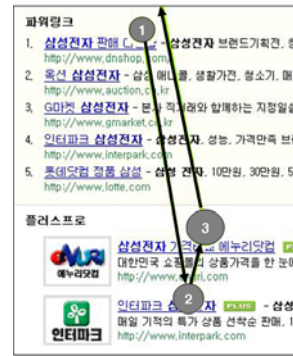 파워링크
1. 삼성전자 판매 - 삼성전자 브랜드기획전,
http://www.dnshop.com/
2. 옥션 삼성전자 - 삼성 애니콜, 생활가전, 청소기,
http://www.auction.co.kr
3. G마켓 삼성전자 - 본사 직거래와 함께하는 지정일
http://www.gmarket.co.kr
4. 인터파크 삼성전자 - 삼성전자, 성능, 가격만족
http://www.interpark.com
5. 롯데닷컴 정품 삼성 - 삼성 전자, 10만원, 30만원,
http://www.lotte.com
플러스프로
eNURI 에누리닷컴
삼성전자 가격비교 에누리닷컴
대한민국 쇼핑몰의 상품가격을 한 눈에
http://www.enuri.com
인터파크
인터파크 삼성전자 PLUS - 삼성
매일 기적의 특가 상품 선착순 판매,
http://www.interpark.com
1
2
3